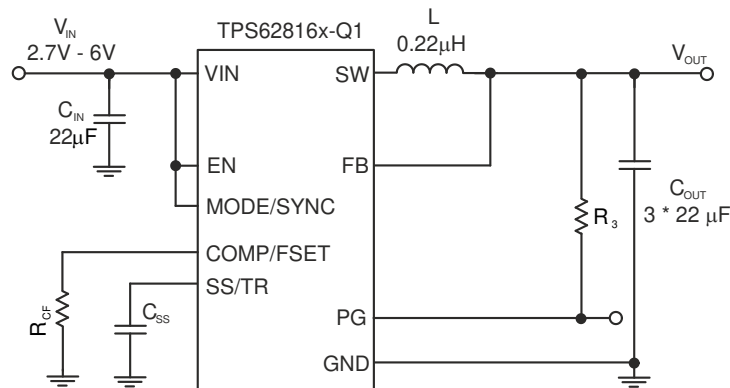 TPS62816x-Q1
V_IN
2.7V - 6V
L
0.22µH
V_OUT
VIN
SW
C_IN
22µF
EN
FB
MODE/SYNC
C_OUT
3 * 22 µF
R_3
COMP/FSET
SS/TR
R_CF
C_SS
PG
GND